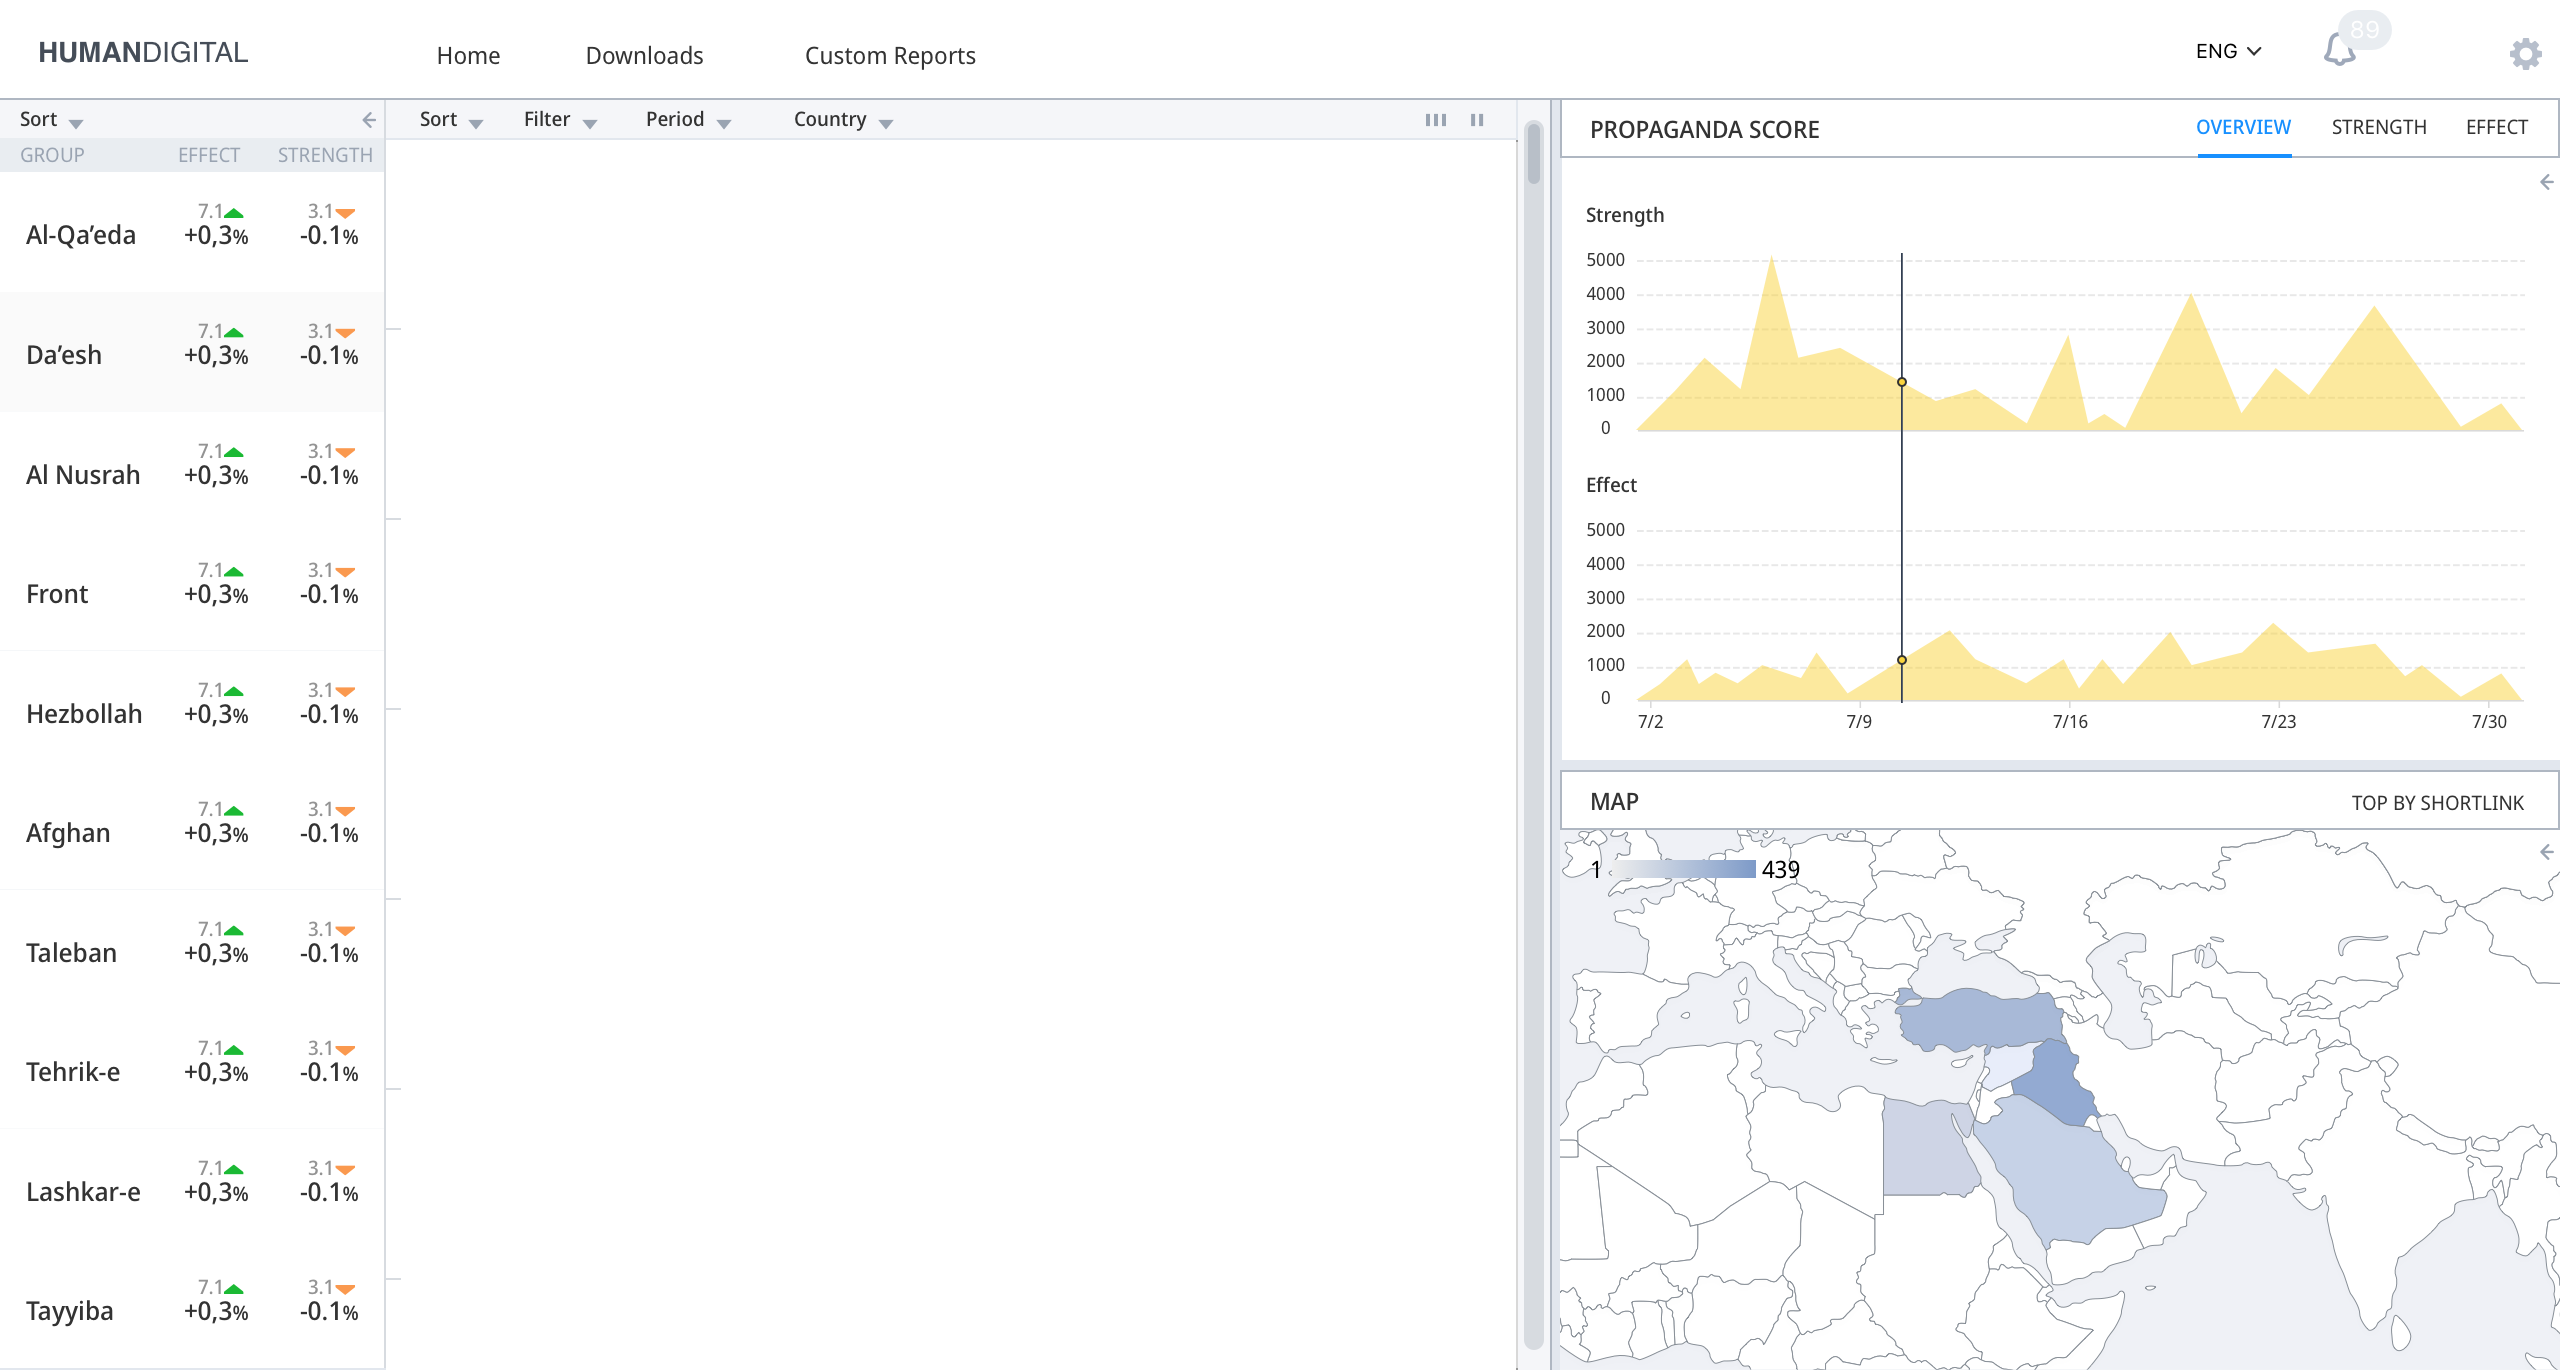 HUMANDIGITAL
Home Downloads Custom Reports
ENG
89
Sort
GROUP EFFECT STRENGTH
7.1 3.1
Al-Qa’eda +0,3% -0.1%
7.1 3.1
Da’esh +0,3% -0.1%
7.1 3.1
Al Nusrah +0,3% -0.1%
7.1 3.1
Front +0,3% -0.1%
7.1 3.1
Hezbollah +0,3% -0.1%
7.1 3.1
Afghan +0,3% -0.1%
7.1 3.1
Taleban +0,3% -0.1%
7.1 3.1
Tehrik-e +0,3% -0.1%
7.1 3.1
Lashkar-e +0,3% -0.1%
7.1 3.1
Tayyiba +0,3% -0.1%
Sort Filter Period Country
PROPAGANDA SCORE
OVERVIEW STRENGTH EFFECT
Strength
5000
4000
3000
2000
1000
0
Effect
5000
4000
3000
2000
1000
0
7/2 7/9 7/16 7/23 7/30
MAP
TOP BY SHORTLINK
1 439